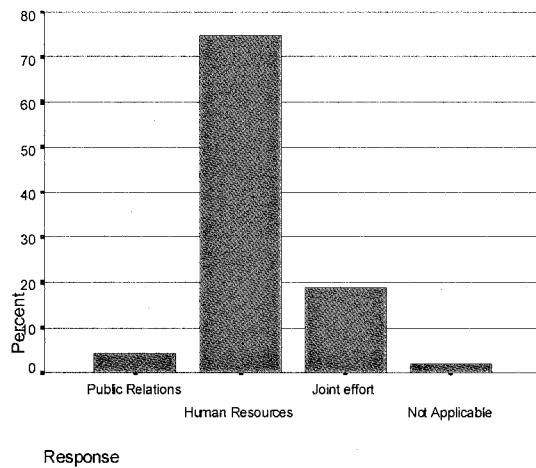 80
70
60
50
40
30
20
10
0
Percent
Public Relations
Human Resources
Joint effort
Not Applicable
Response